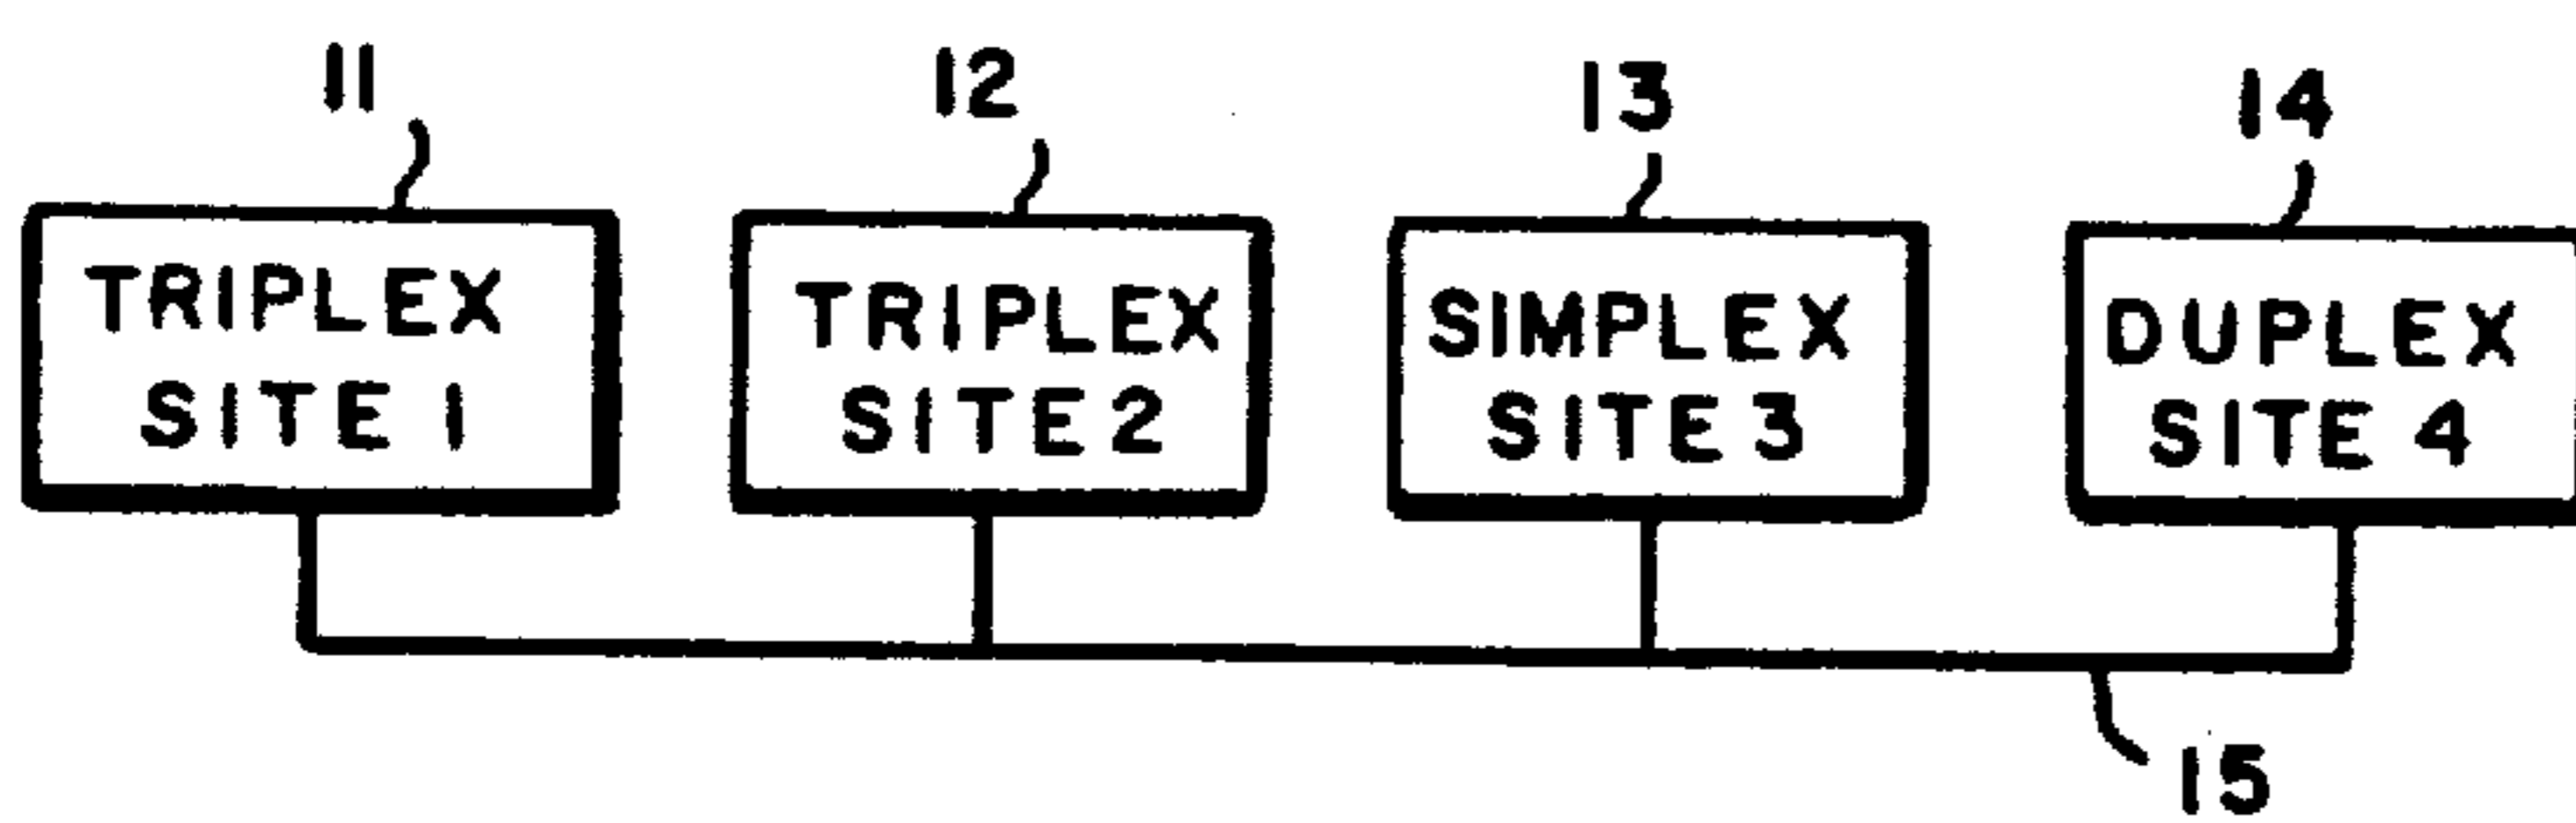 11
12
13
14
TRIPLEX
SITE 1
TRIPLEX
SITE 2
SIMPLEX
SITE 3
DUPLEX
SITE 4
15